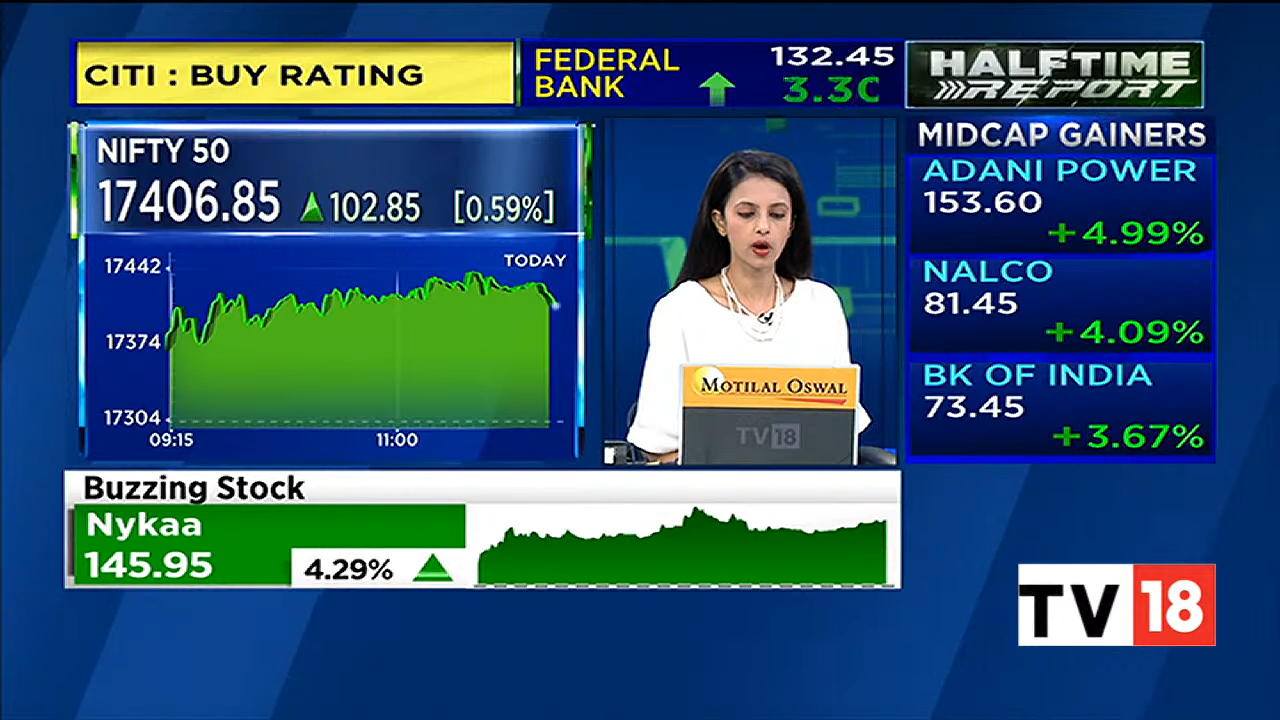 CITI : BUY RATING
FEDERAL
BANK
132.45
3.30
HALFTIME
REPORT
NIFTY 50
17406.85 102.85 [0.59%]
TODAY
17442
17374
17304
09:15 11:00
MOTILAL OSWAL
TV18
MIDCAP GAINERS
ADANI POWER
153.60
+4.99%
NALCO
81.45
+4.09%
BK OF INDIA
73.45
+3.67%
Buzzing Stock
Nykaa
145.95
4.29%
TV18